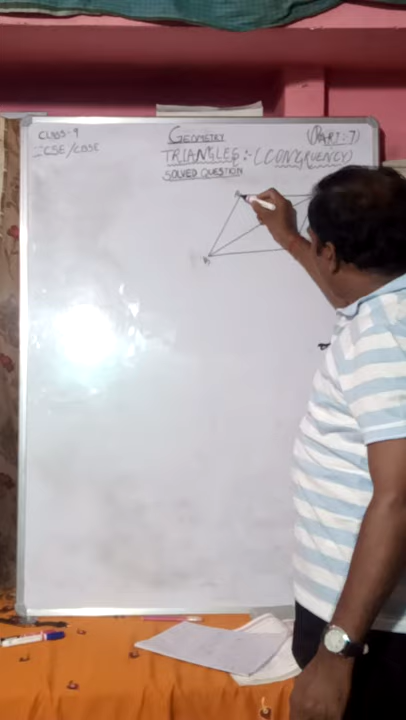 CLASS-9
ICSE/CBSE
GEOMETRY
(PART:-7)
TRIANGLES:-(CONGRUENCY)
SOLVED QUESTION